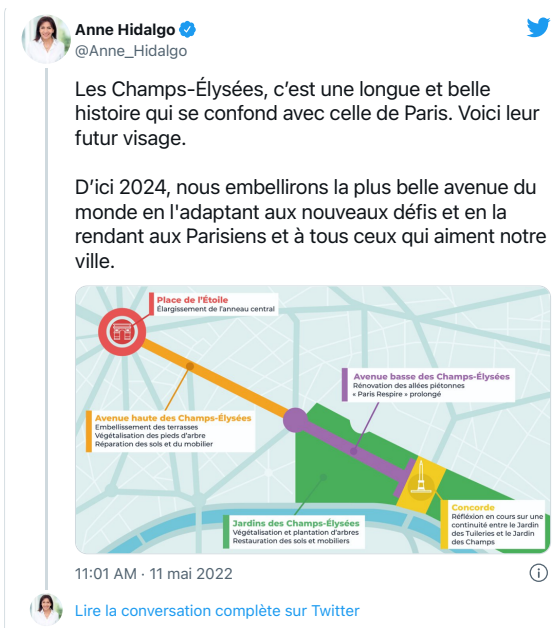 Anne Hidalgo
@Anne_Hidalgo
Les Champs-Élysées, c’est une longue et belle
histoire qui se confond avec celle de Paris. Voici leur
futur visage.
D’ici 2024, nous embellirons la plus belle avenue du
monde en l'adaptant aux nouveaux défis et en la
rendant aux Parisiens et à tous ceux qui aiment notre
ville.
Place de l’Étoile
Élargissement de l’anneau central
Avenue basse des Champs-Élysées
Rénovation des allées piétonnes
« Paris Respire » prolongé
Avenue haute des Champs-Élysées
Embellissement des terrasses
Végétalisation des pieds d’arbre
Réparation des sols et du mobilier
Jardins des Champs-Élysées
Végétalisation et plantation d’arbres
Restauration des sols et mobiliers
Concorde
Réfléxion en cours sur une
continuité entre le Jardin
des Tuileries et le Jardin
des Champs
11:01 AM · 11 mai 2022
Lire la conversation complète sur Twitter